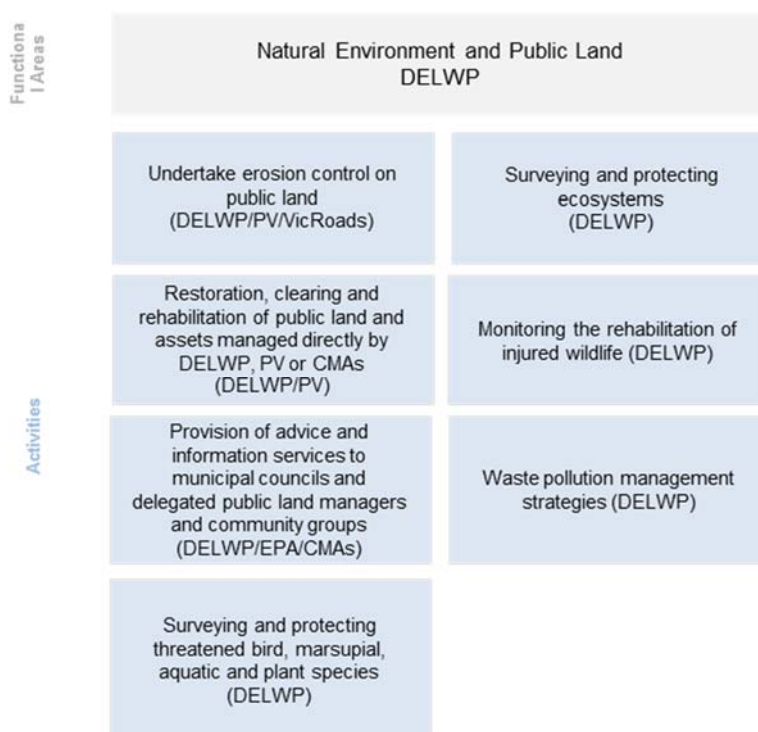 Functiona
l Areas
Natural Environment and Public Land
DELWP
Activities
Undertake erosion control on
public land
(DELWP/PV/VicRoads)
Surveying and protecting
ecosystems
(DELWP)
Restoration, clearing and
rehabilitation of public land and
assets managed directly by
DELWP, PV or CMAs
(DELWP/PV)
Monitoring the rehabilitation of
injured wildlife (DELWP)
Provision of advice and
information services to
municipal councils and
delegated public land managers
and community groups
(DELWP/EPA/CMAs)
Waste pollution management
strategies (DELWP)
Surveying and protecting
threatened bird, marsupial,
aquatic and plant species
(DELWP)